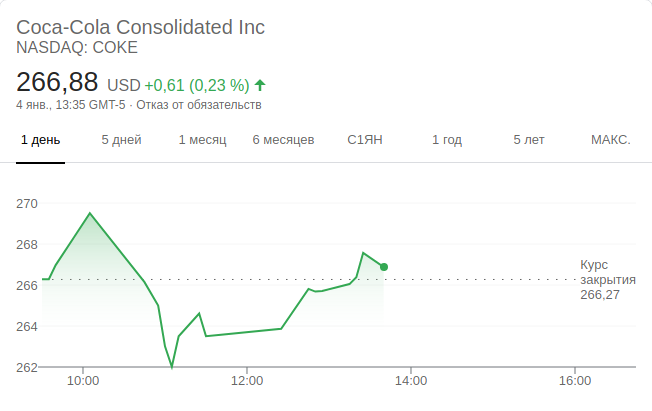 Coca-Cola Consolidated Inc
NASDAQ: COKE
266,88 USD +0,61 (0,23 %)
4 янв., 13:35 GMT-5 · Отказ от обязательств
1 день 5 дней 1 месяц 6 месяцев С1ЯН 1 год 5 лет МАКС.
270
268
266
264
262
Курс
закрытия
266,27
10:00 12:00 14:00 16:00